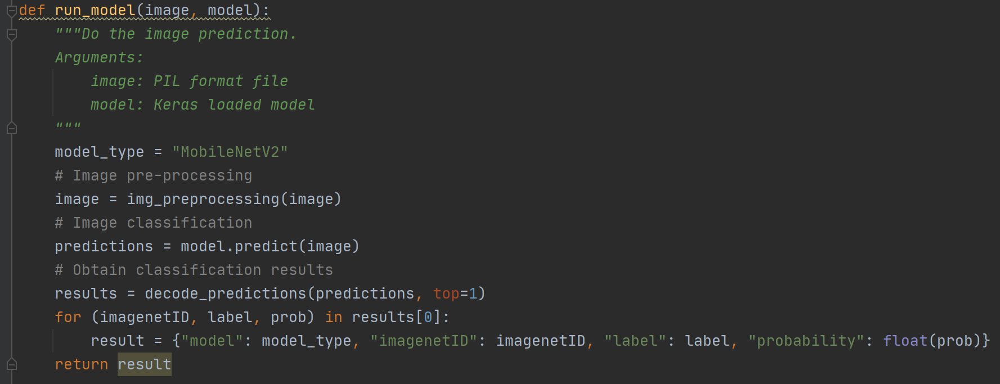 def run_model(image, model):
    """Do the image prediction.
    Arguments:
        image: PIL format file
        model: Keras loaded model
    """
    model_type = "MobileNetV2"
    # Image pre-processing
    image = img_preprocessing(image)
    # Image classification
    predictions = model.predict(image)
    # Obtain classification results
    results = decode_predictions(predictions, top=1)
    for (imagenetID, label, prob) in results[0]:
        result = {"model": model_type, "imagenetID": imagenetID, "label": label, "probability": float(prob)}
    return result